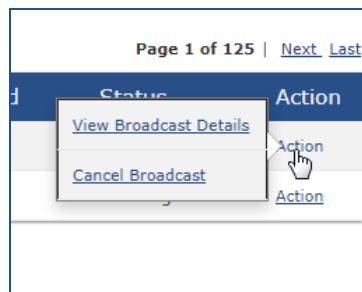 Page 1 of 125 | Next Last
d Status Action
View Broadcast Details
Action
Cancel Broadcast
Action